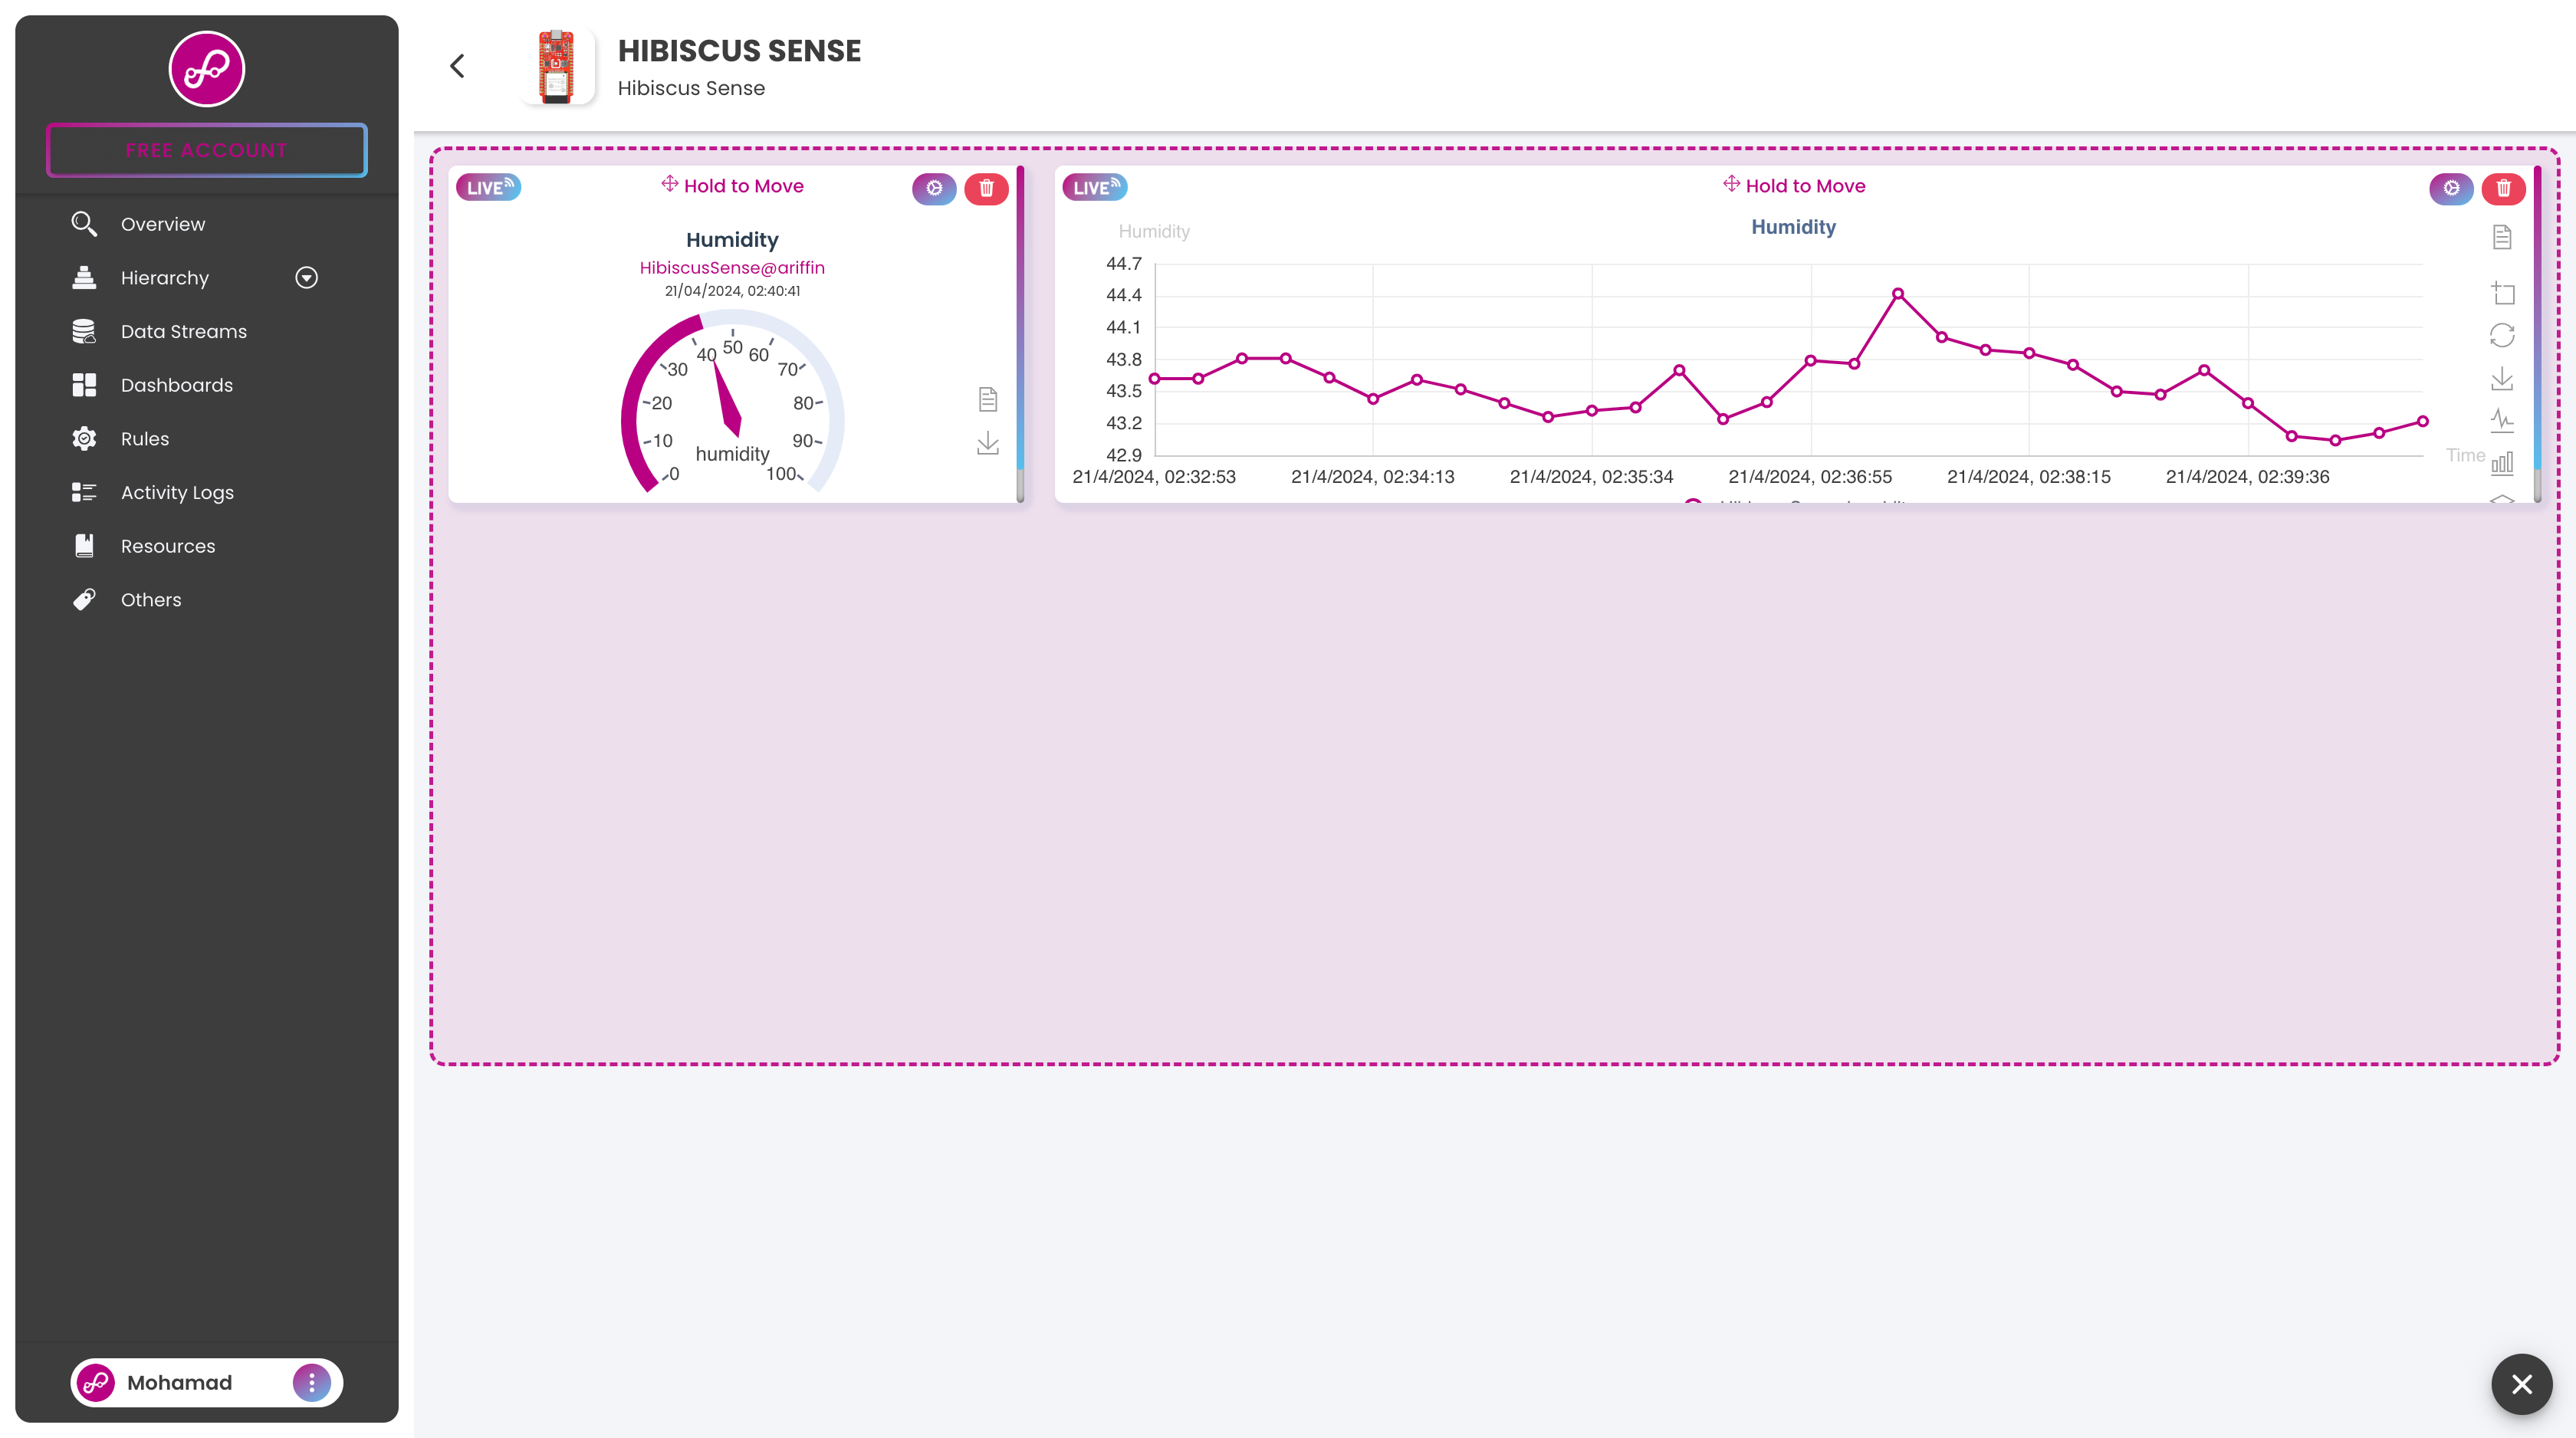 FREE ACCOUNT
Overview
Hierarchy
Data Streams
Dashboards
Rules
Activity Logs
Resources
Others
Mohamad
HIBISCUS SENSE
Hibiscus Sense
LIVE
Hold to Move
Humidity
HibiscusSense@ariffin
21/04/2024, 02:40:41
0
10
20
30
40
50
60
70
80
90
100
humidity
LIVE
Hold to Move
Humidity
Humidity
44.7
44.4
44.1
43.8
43.5
43.2
42.9
21/4/2024, 02:32:53
21/4/2024, 02:34:13
21/4/2024, 02:35:34
21/4/2024, 02:36:55
21/4/2024, 02:38:15
21/4/2024, 02:39:36
Time